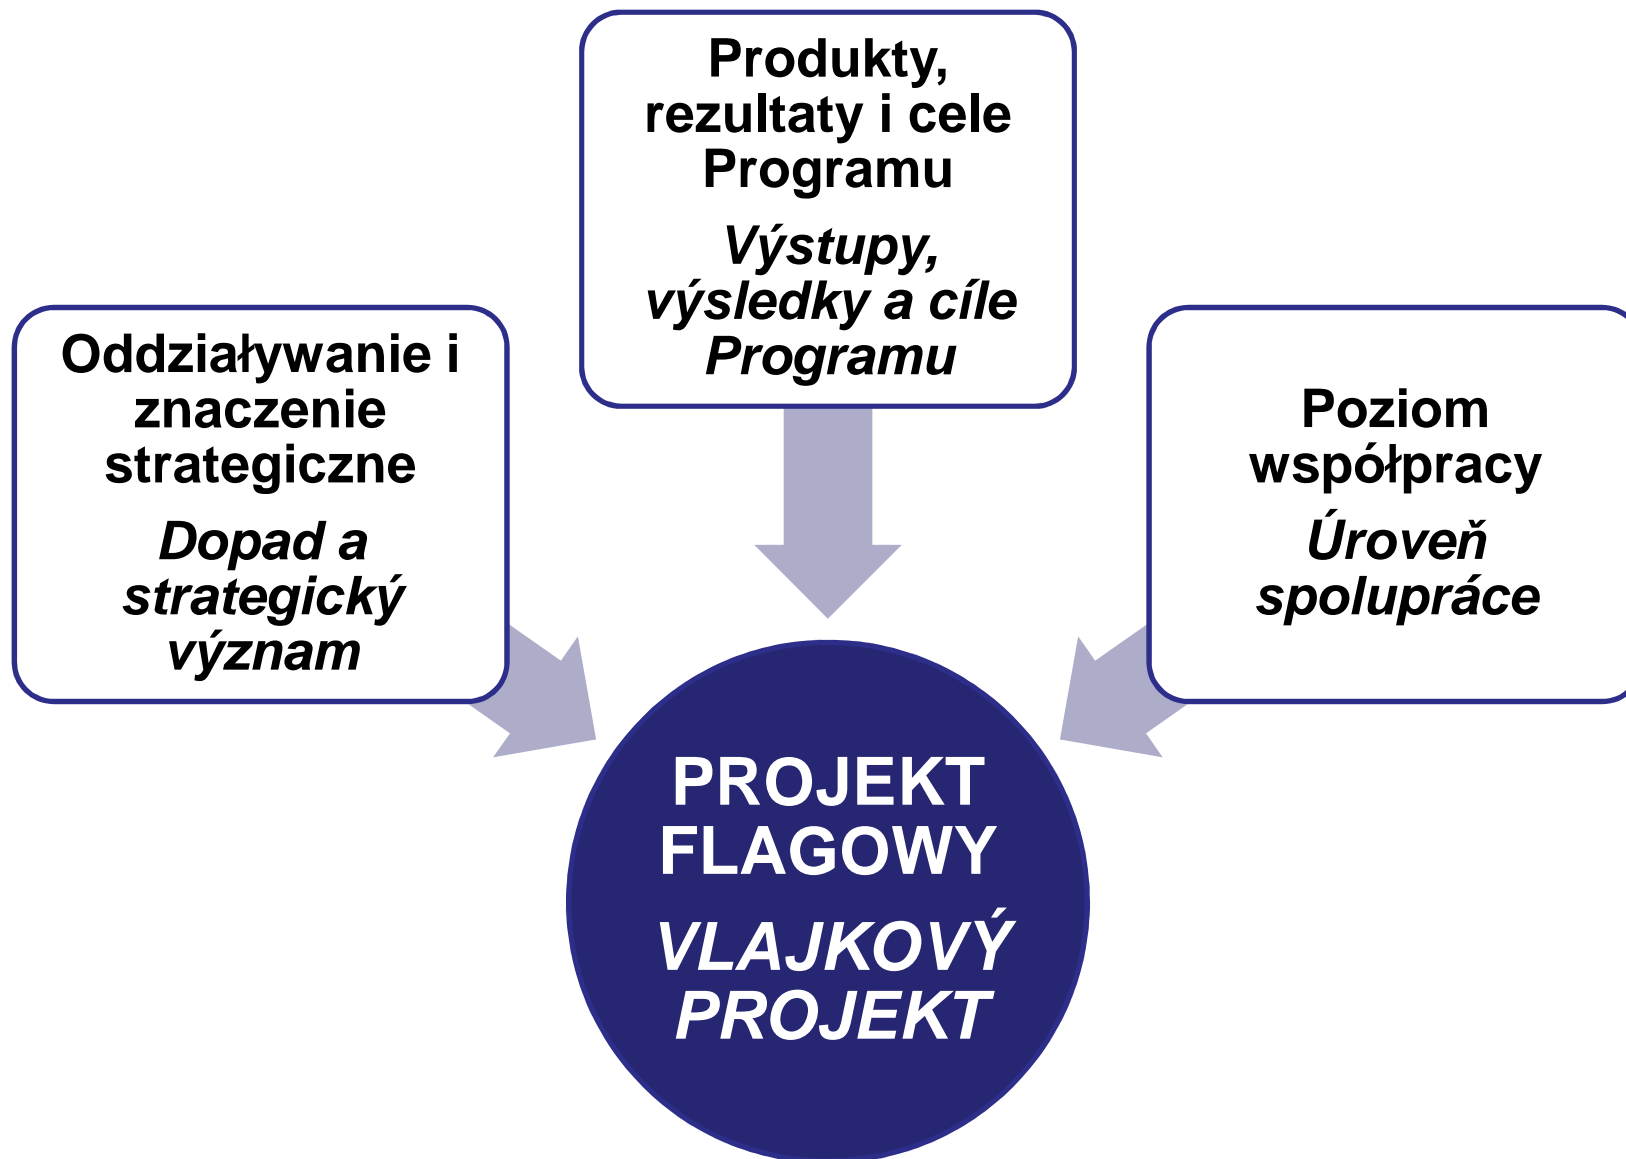 Produkty,
rezultaty i cele
Programu
Výstupy,
výsledky a cíle
Programu
Oddziaływanie i
znaczenie
strategiczne
Dopad a
strategický
význam
Poziom
współpracy
Úroveň
spolupráce
PROJEKT
FLAGOWY
VLAJKOVÝ
PROJEKT